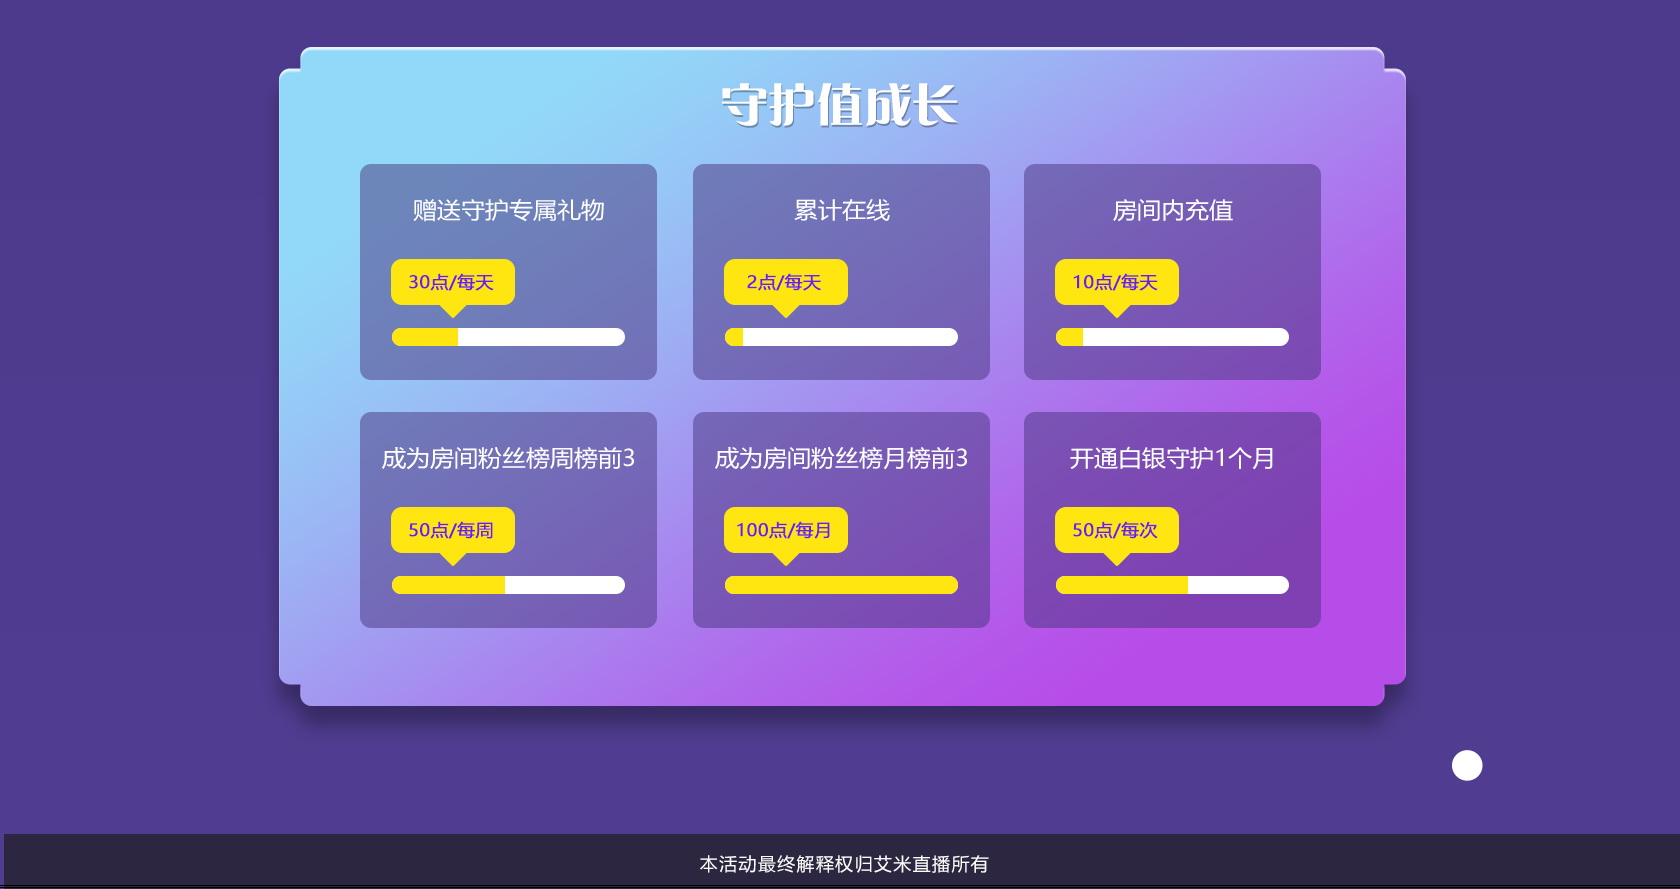 守护值成长
赠送守护专属礼物
累计在线
房间内充值
30点/每天
2点/每天
10点/每天
成为房间粉丝榜周榜前3
成为房间粉丝榜月榜前3
开通白银守护1个月
50点/每周
100点/每月
50点/每次
本活动最终解释权归艾米直播所有